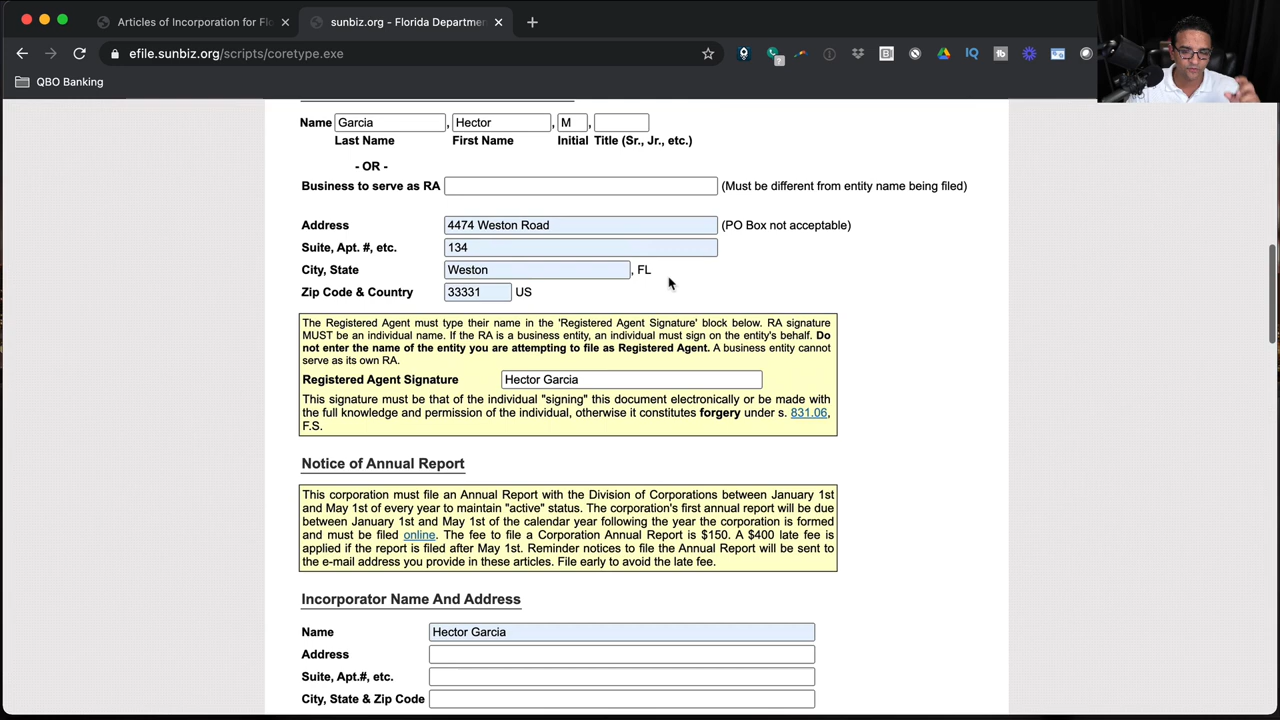 Articles of Incorporation for Flo
sunbiz.org - Florida Departmen
efile.sunbiz.org/scripts/coretype.exe
QBO Banking
Name Garcia , Hector , M ,
Last Name First Name Initial Title (Sr., Jr., etc.)
- OR -
Business to serve as RA (Must be different from entity name being filed)
Address 4474 Weston Road (PO Box not acceptable)
Suite, Apt. #, etc. 134
City, State Weston , FL
Zip Code & Country 33331 US
The Registered Agent must type their name in the 'Registered Agent Signature' block below. RA signature
MUST be an individual name. If the RA is a business entity, an individual must sign on the entity's behalf. Do
not enter the name of the entity you are attempting to file as Registered Agent. A business entity cannot
serve as its own RA.
Registered Agent Signature Hector Garcia
This signature must be that of the individual "signing" this document electronically or be made with
the full knowledge and permission of the individual, otherwise it constitutes forgery under s. 831.06,
F.S.
Notice of Annual Report
This corporation must file an Annual Report with the Division of Corporations between January 1st
and May 1st of every year to maintain "active" status. The corporation's first annual report will be due
between January 1st and May 1st of the calendar year following the year the corporation is formed
and must be filed online. The fee to file a Corporation Annual Report is $150. A $400 late fee is
applied if the report is filed after May 1st. Reminder notices to file the Annual Report will be sent to
the e-mail address you provide in these articles. File early to avoid the late fee.
Incorporator Name And Address
Name Hector Garcia
Address
Suite, Apt.#, etc.
City, State & Zip Code